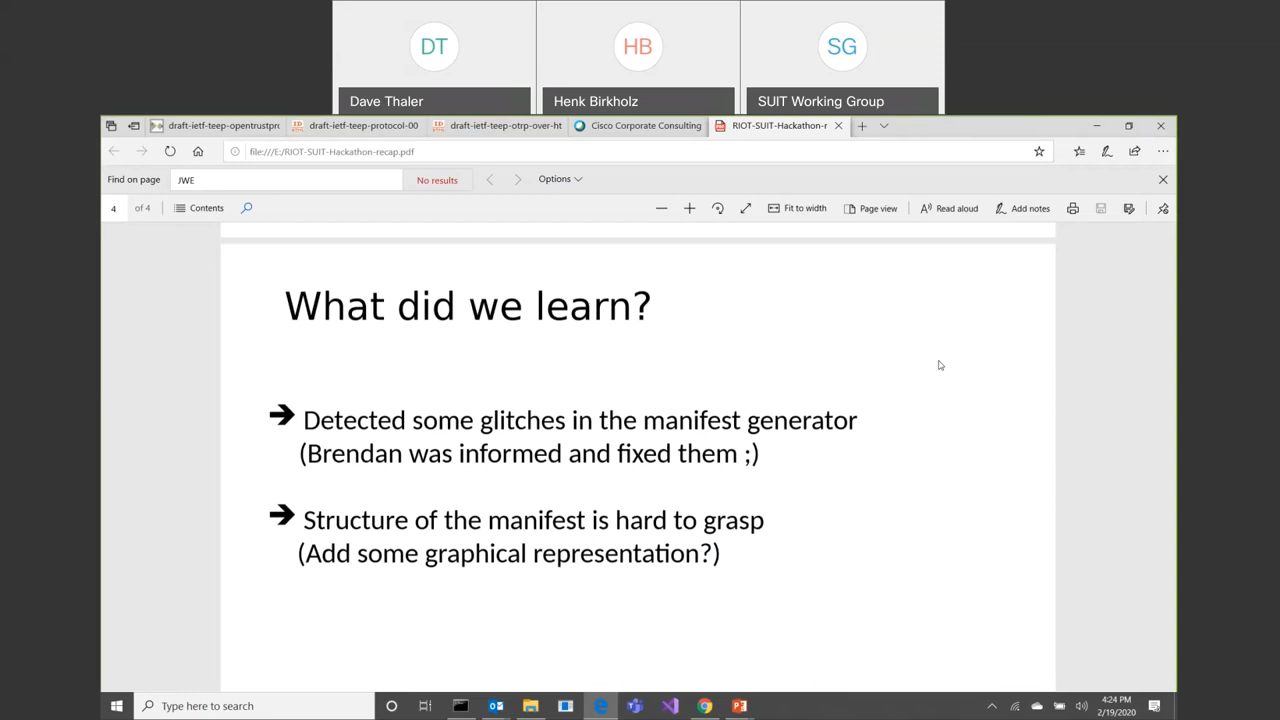 DT
HB
SG
Dave Thaler
Henk Birkholz
SUIT Working Group
draft-ietf-teep-opentrustpro
draft-ietf-teep-protocol-00
draft-ietf-teep-otrp-over-ht
Cisco Corporate Consulting
RIOT-SUIT-Hackathon-r
file:///E:/RIOT-SUIT-Hackathon-recap.pdf
Find on page
JWE
No results
Options
4 of 4
Contents
Fit to width
Page view
Read aloud
Add notes
What did we learn?
➔ Detected some glitches in the manifest generator
(Brendan was informed and fixed them ;)
➔ Structure of the manifest is hard to grasp
(Add some graphical representation?)
Type here to search
4:24 PM
2/19/2020